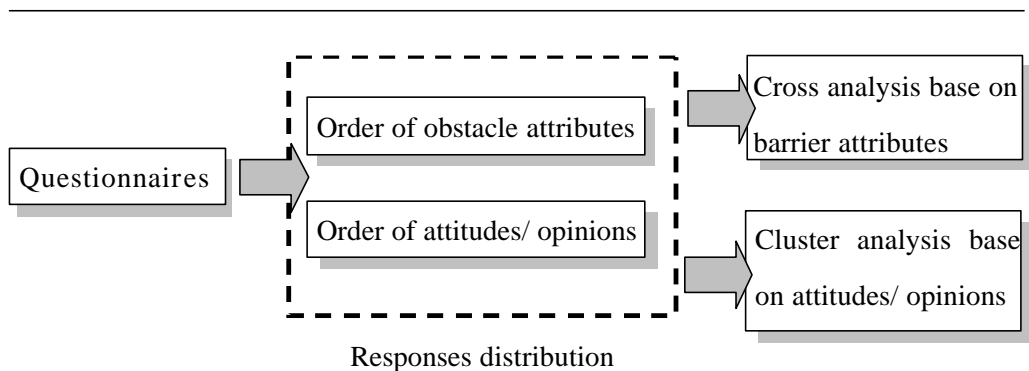 Questionnaires
Order of obstacle attributes
Order of attitudes/ opinions
Responses distribution
Cross analysis base on
barrier attributes
Cluster analysis base
on attitudes/ opinions